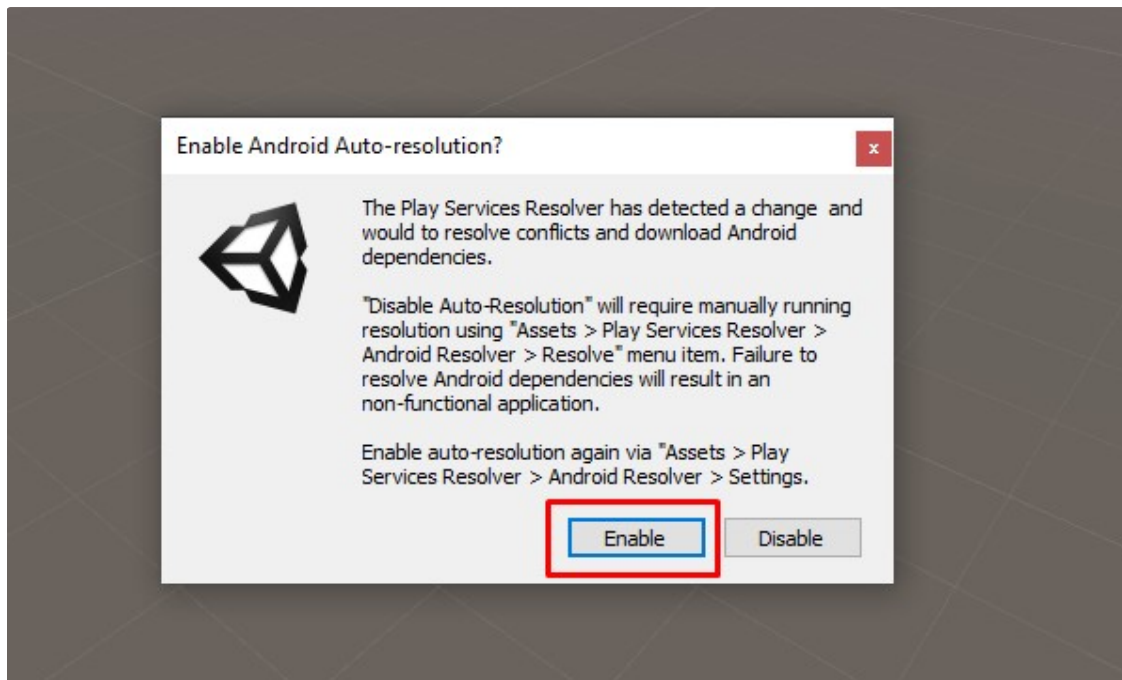 Enable Android Auto-resolution?
x
The Play Services Resolver has detected a change and
would to resolve conflicts and download Android
dependencies.
"Disable Auto-Resolution" will require manually running
resolution using "Assets > Play Services Resolver >
Android Resolver > Resolve" menu item. Failure to
resolve Android dependencies will result in an
non-functional application.
Enable auto-resolution again via "Assets > Play
Services Resolver > Android Resolver > Settings.
Enable Disable